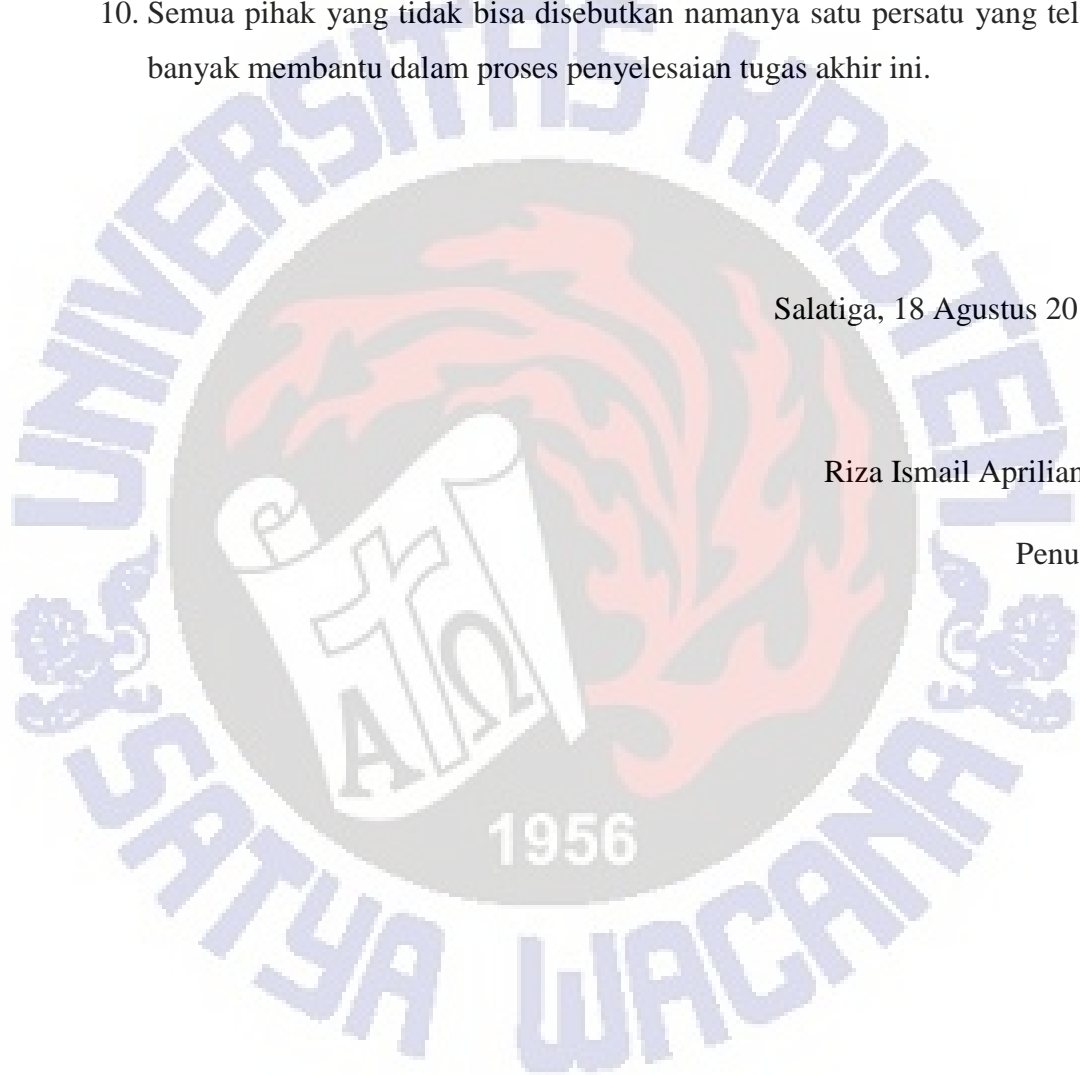 10. Semua pihak yang tidak bisa disebutkan namanya satu persatu yang tel
banyak membantu dalam proses penyelesaian tugas akhir ini.
UNIVERSITAS KRISTEN
Salatiga, 18 Agustus 20
Riza Ismail Aprilian
Penu
Α Ω
1956
SATYA WACANA